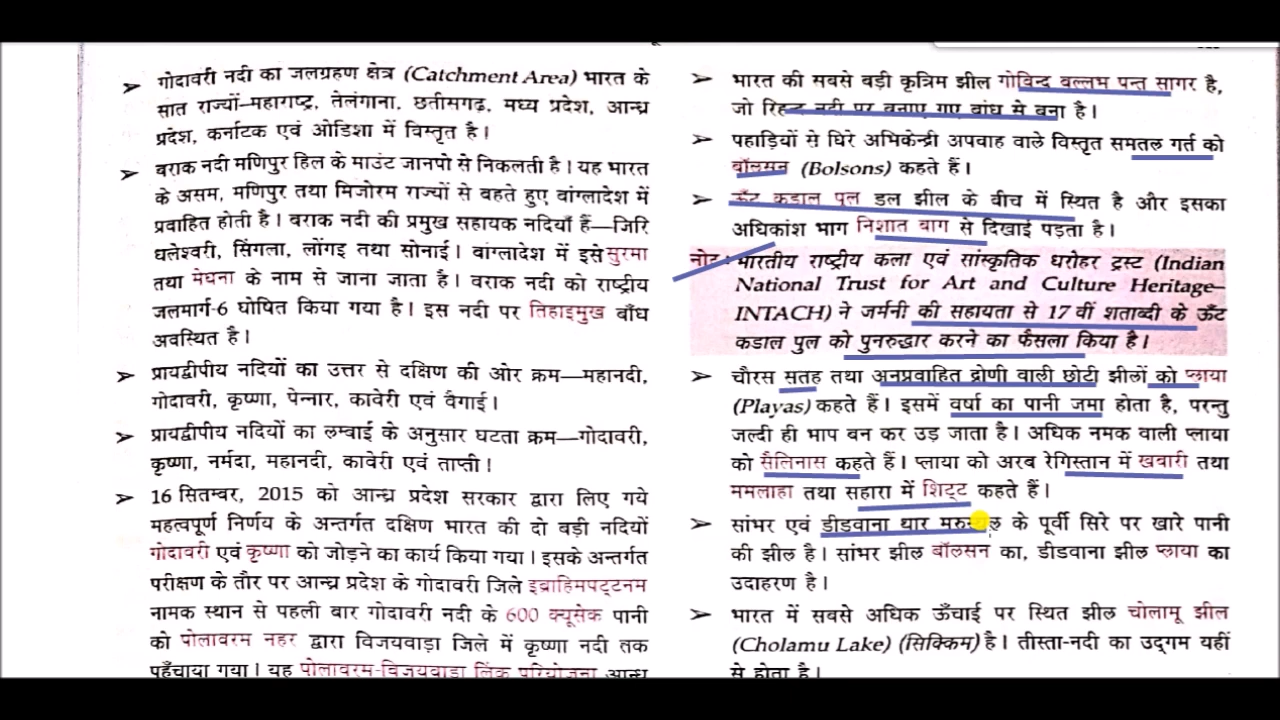 गोदावरी नदी का जलग्रहण क्षेत्र (Catchment Area) भारत के
सात राज्यों–महाराष्ट्र, तेलंगाना, छत्तीसगढ़, मध्य प्रदेश, आन्ध्र
प्रदेश, कर्नाटक एवं ओडिशा में विस्तृत है।
बराक नदी मणिपुर हिल के माउंट जानपो से निकलती है। यह भारत
के असम, मणिपुर तथा मिजोरम राज्यों से बहते हुए बांग्लादेश में
प्रवाहित होती है। बराक नदी की प्रमुख सहायक नदियाँ हैं–जिरि
धलेश्वरी, सिंगला, लोंगइ तथा सोनाई। बांग्लादेश में इसे सुरमा
तथा मेघना के नाम से जाना जाता है। बराक नदी को राष्ट्रीय
जलमार्ग-6 घोषित किया गया है। इस नदी पर तिहाइमुख बाँध
अवस्थित है।
प्रायद्वीपीय नदियों का उत्तर से दक्षिण की ओर क्रम—महानदी,
गोदावरी, कृष्णा, पेन्नार, कावेरी एवं वैगाई।
प्रायद्वीपीय नदियों का लम्बाई के अनुसार घटता क्रम—गोदावरी,
कृष्णा, नर्मदा, महानदी, कावेरी एवं ताप्ती।
16 सितम्बर, 2015 को आन्ध्र प्रदेश सरकार द्वारा लिए गये
महत्वपूर्ण निर्णय के अन्तर्गत दक्षिण भारत की दो बड़ी नदियों
गोदावरी एवं कृष्णा को जोड़ने का कार्य किया गया। इसके अन्तर्गत
परीक्षण के तौर पर आन्ध्र प्रदेश के गोदावरी जिले इब्राहिमपट्टनम
नामक स्थान से पहली बार गोदावरी नदी के 600 क्यूसेक पानी
को पोलावरम नहर द्वारा विजयवाड़ा जिले में कृष्णा नदी तक
पहुँचाया गया। यह पोलावरम-विजयवाड़ा लिंक परियोजना आन्ध्र
भारत की सबसे बड़ी कृत्रिम झील गोविन्द बल्लभ पन्त सागर है,
जो रिहन्द नदी पर बनाए गए बांध से बना है।
पहाड़ियों से घिरे अभिकेन्द्री अपवाह वाले विस्तृत समतल गर्त को
बॉलसन (Bolsons) कहते हैं।
ऊँट कडाल पुल डल झील के बीच में स्थित है और इसका
अधिकांश भाग निशात बाग से दिखाई पड़ता है।
नोट : भारतीय राष्ट्रीय कला एवं सांस्कृतिक धरोहर ट्रस्ट (Indian
National Trust for Art and Culture Heritage–
INTACH) ने जर्मनी की सहायता से 17 वीं शताब्दी के ऊँट
कडाल पुल को पुनरुद्धार करने का फैसला किया है।
चौरस सतह तथा अनप्रवाहित द्रोणी वाली छोटी झीलों को प्लाया
(Playas) कहते हैं। इसमें वर्षा का पानी जमा होता है, परन्तु
जल्दी ही भाप बन कर उड़ जाता है। अधिक नमक वाली प्लाया
को सैलिनास कहते हैं। प्लाया को अरब रेगिस्तान में खबारी तथा
ममलाहा तथा सहारा में शिट्ट कहते हैं।
सांभर एवं डीडवाना थार मरुस्थल के पूर्वी सिरे पर खारे पानी
की झील है। सांभर झील बॉलसन का, डीडवाना झील प्लाया का
उदाहरण है।
भारत में सबसे अधिक ऊँचाई पर स्थित झील चोलामू झील
(Cholamu Lake) (सिक्किम) है। तीस्ता-नदी का उद्गम यहीं
से होता है।